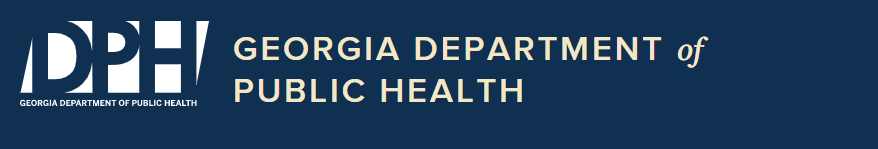 DPH
GEORGIA DEPARTMENT OF PUBLIC HEALTH
GEORGIA DEPARTMENT of
PUBLIC HEALTH